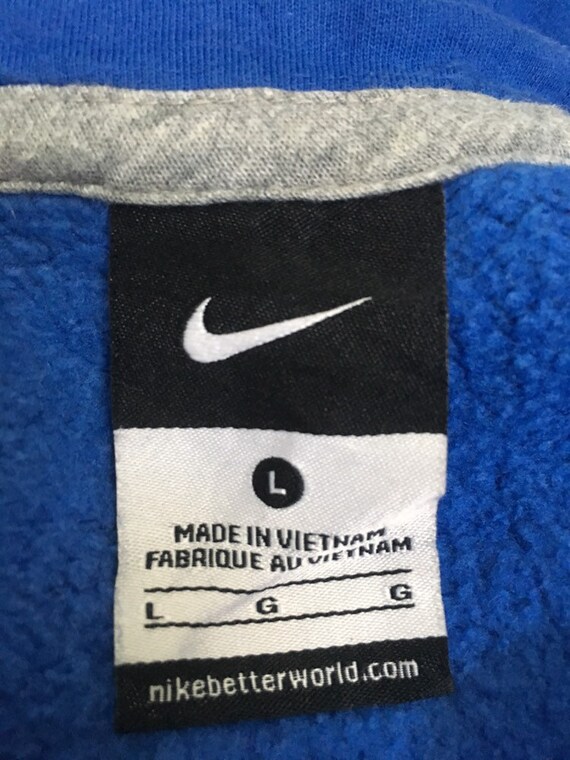 L
MADE IN VIETNAM
FABRIQUE AU VIETNAM
L G G
nikebetterworld.com